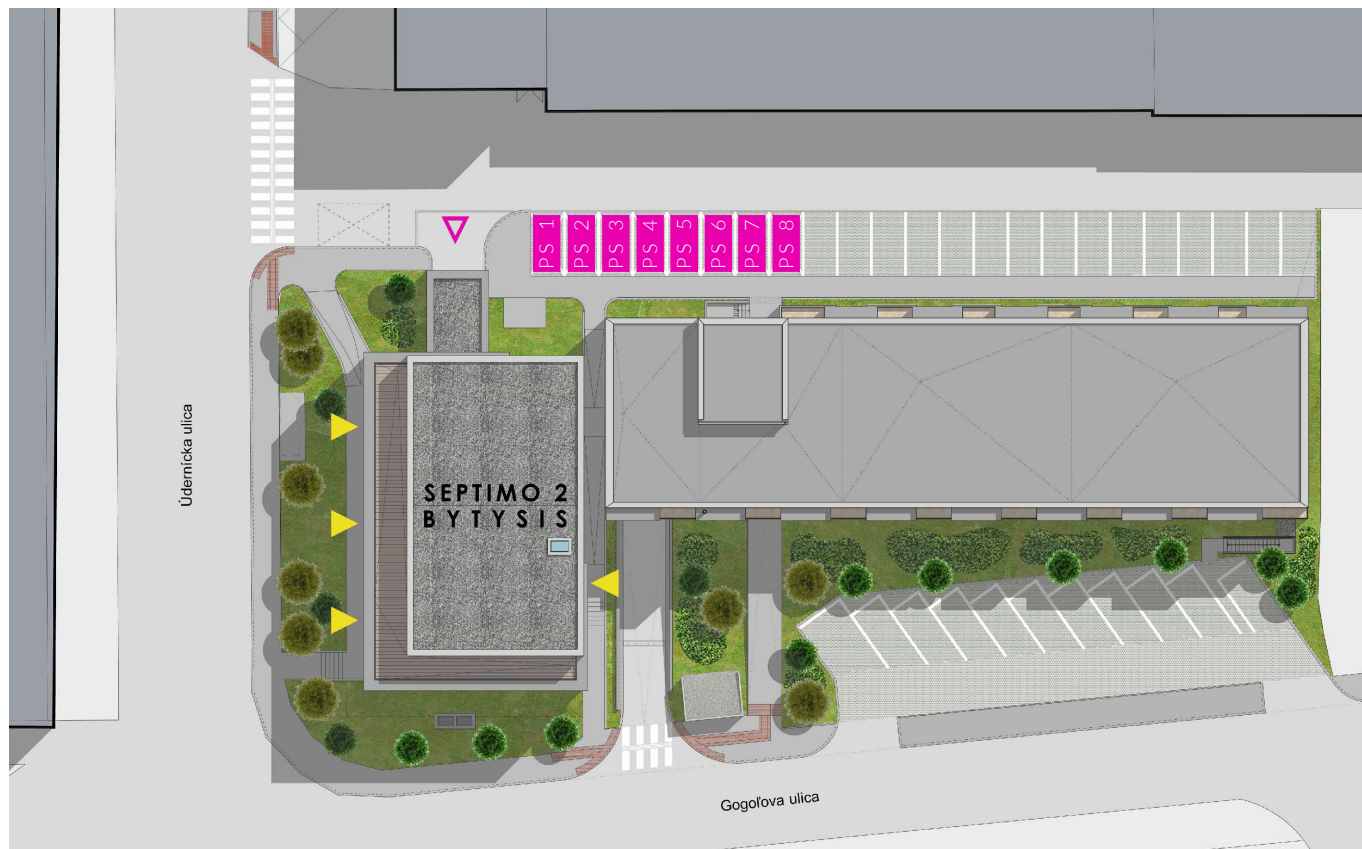 PS 1
PS 2
PS 3
PS 4
PS 5
PS 6
PS 7
PS 8
Údernícka ulica
SEPTIMO 2
BYTYSIS
Gogoľova ulica